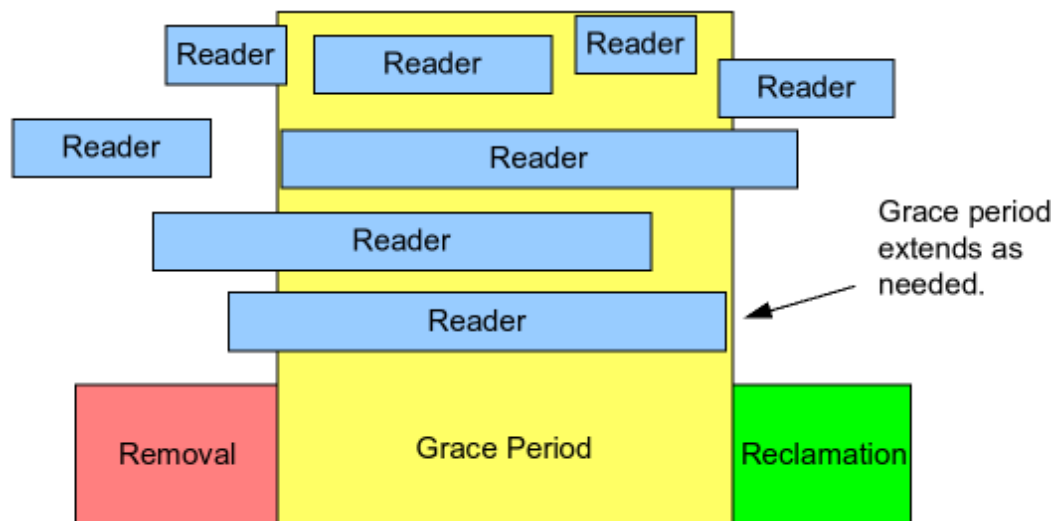 Reader
Reader
Reader
Reader
Reader
Reader
Reader
Reader
Grace period
extends as
needed.
Removal
Grace Period
Reclamation